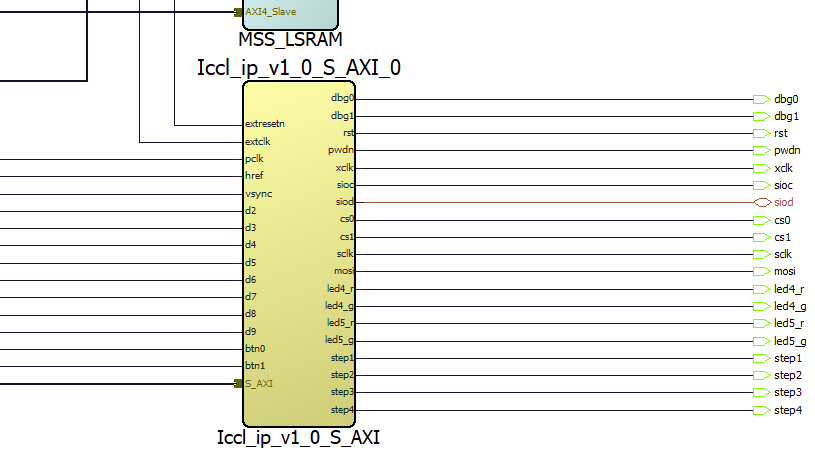 AXI4_Slave
MSS_LSRAM
Iccl_ip_v1_0_S_AXI_0
dbg0 dbg0
dbg1 dbg1
extresetn rst rst
extclk pwdn pwdn
pclk xclk xclk
href sioc sioc
vsync siod siod
d2 cs0 cs0
d3 cs1 cs1
d4 sclk sclk
d5 mosi mosi
d6 led4_r led4_r
d7 led4_g led4_g
d8 led5_r led5_r
d9 led5_g led5_g
btn0 step1 step1
btn1 step2 step2
S_AXI step3 step3
step4 step4
Iccl_ip_v1_0_S_AXI